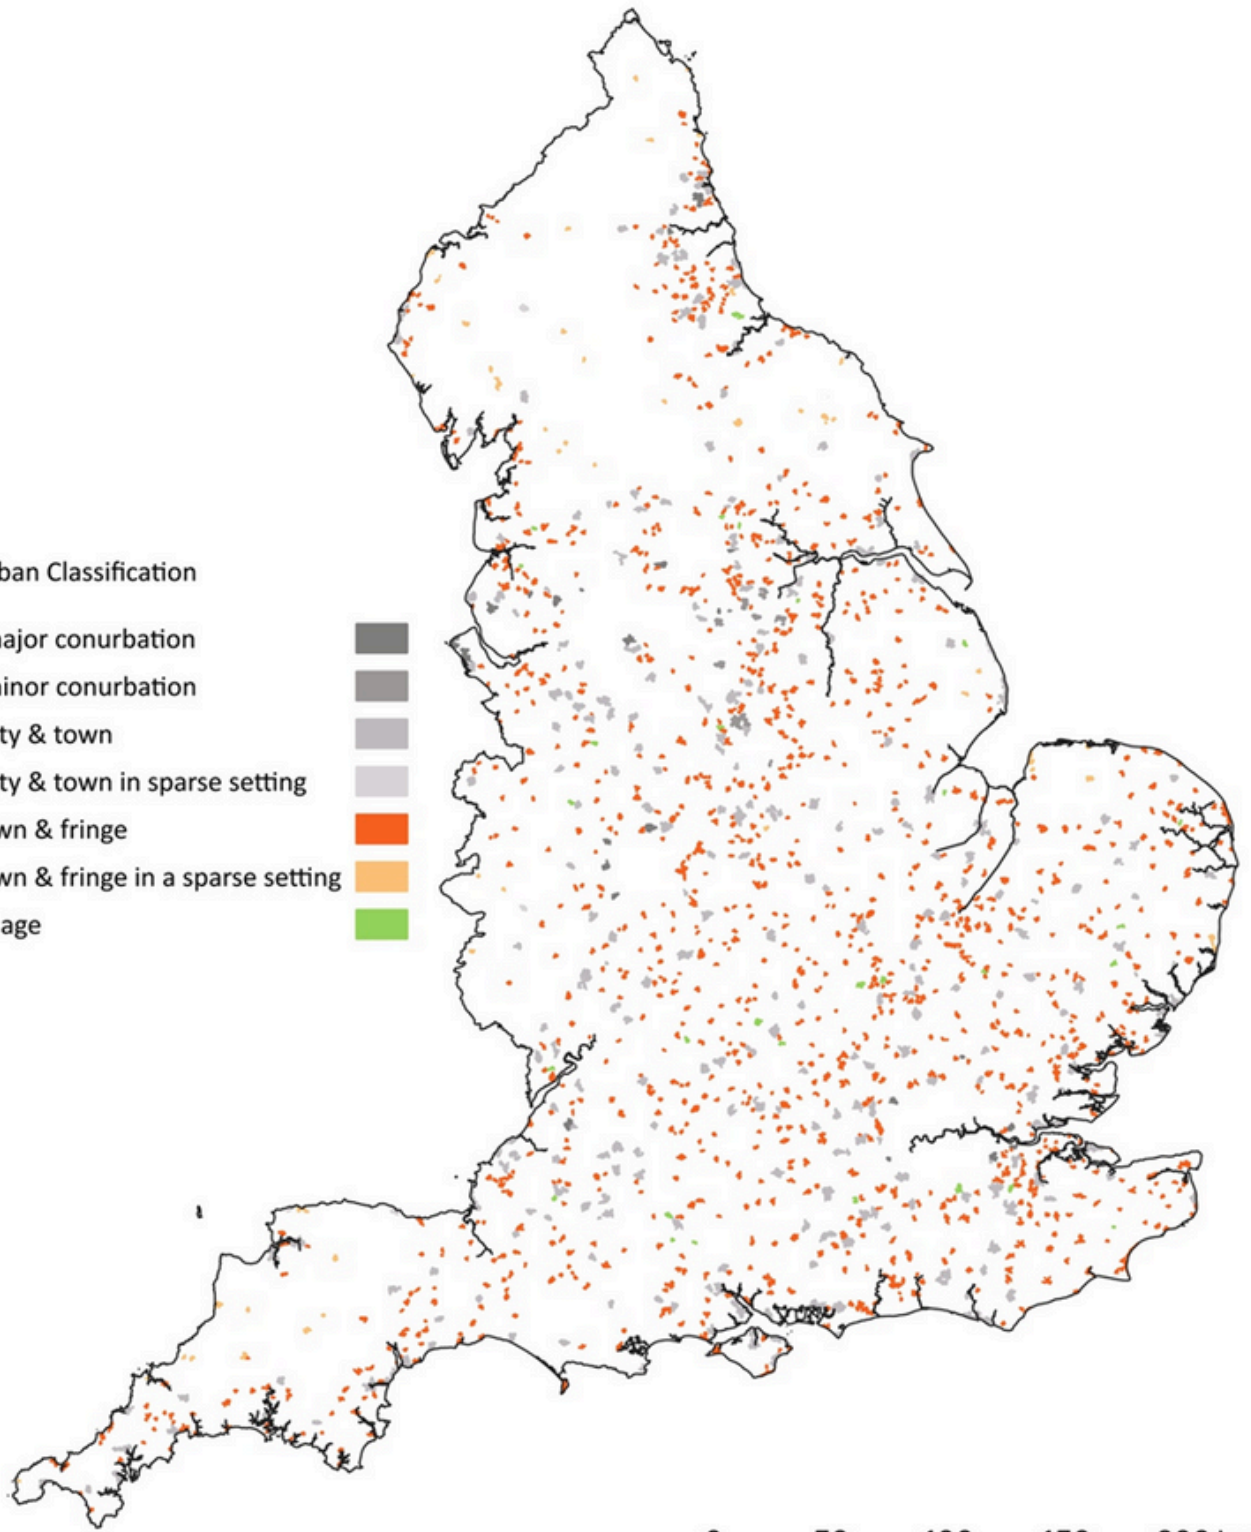 ban Classification
ajor conurbation
inor conurbation
ty & town
ty & town in sparse setting
wn & fringe
wn & fringe in a sparse setting
age